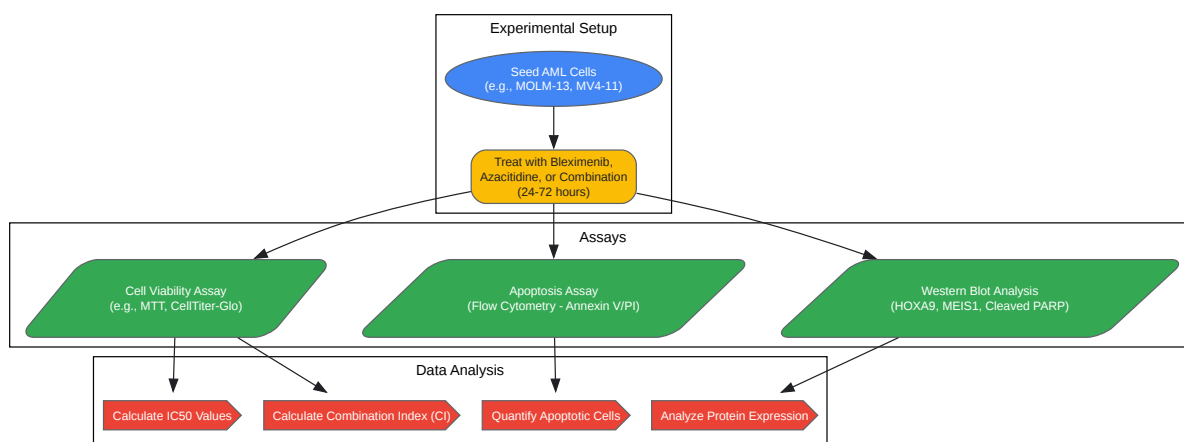 Experimental Setup
Seed AML Cells
(e.g., MOLM-13, MV4-11)
Treat with Bleximenib,
Azacitidine, or Combination
(24-72 hours)
Assays
Cell Viability Assay
(e.g., MTT, CellTiter-Glo)
Apoptosis Assay
(Flow Cytometry - Annexin V/PI)
Western Blot Analysis
(HOXA9, MEIS1, Cleaved PARP)
Data Analysis
Calculate IC50 Values
Calculate Combination Index (CI)
Quantify Apoptotic Cells
Analyze Protein Expression